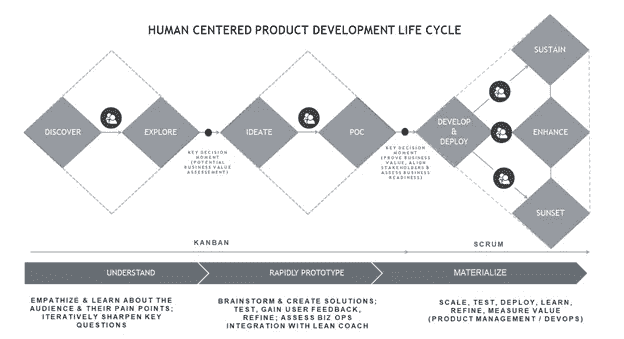 HUMAN CENTERED PRODUCT DEVELOPMENT LIFE CYCLE
SUSTAIN
DISCOVER
EXPLORE
IDEATE
POC
DEVELOP
&
DEPLOY
ENHANCE
KEY DECISION
MOMENT
(POTENTIAL
BUSINESS VALUE
ASSESSMENT)
KEY DECISION
MOMENT
(PROVE BUSINESS
VALUE, ALIGN
STAKEHOLDERS &
ASSESS BUSINESS
READINESS)
SUNSET
KANBAN
SCRUM
UNDERSTAND
RAPIDLY PROTOTYPE
MATERIALIZE
EMPATHIZE & LEARN ABOUT THE
AUDIENCE & THEIR PAIN POINTS;
ITERATIVELY SHARPEN KEY
QUESTIONS
BRAINSTORM & CREATE SOLUTIONS;
TEST, GAIN USER FEEDBACK,
REFINE; ASSESS BIZ OPS
INTEGRATION WITH LEAN COACH
SCALE, TEST, DEPLOY, LEARN,
REFINE, MEASURE VALUE
(PRODUCT MANAGEMENT / DEVOPS)